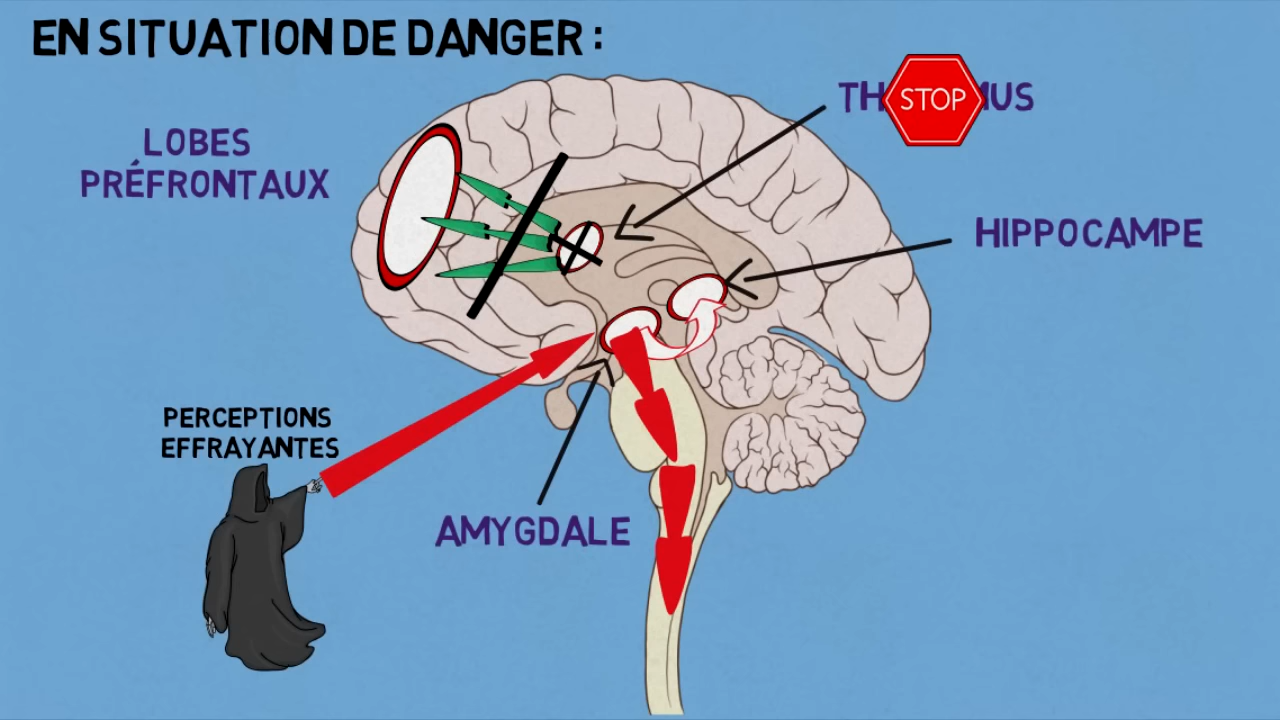 EN SITUATION DE DANGER :
TH STOP MUS
LOBES
PRÉFRONTAUX
HIPPOCAMPE
PERCEPTIONS
EFFRAYANTES
AMYGDALE